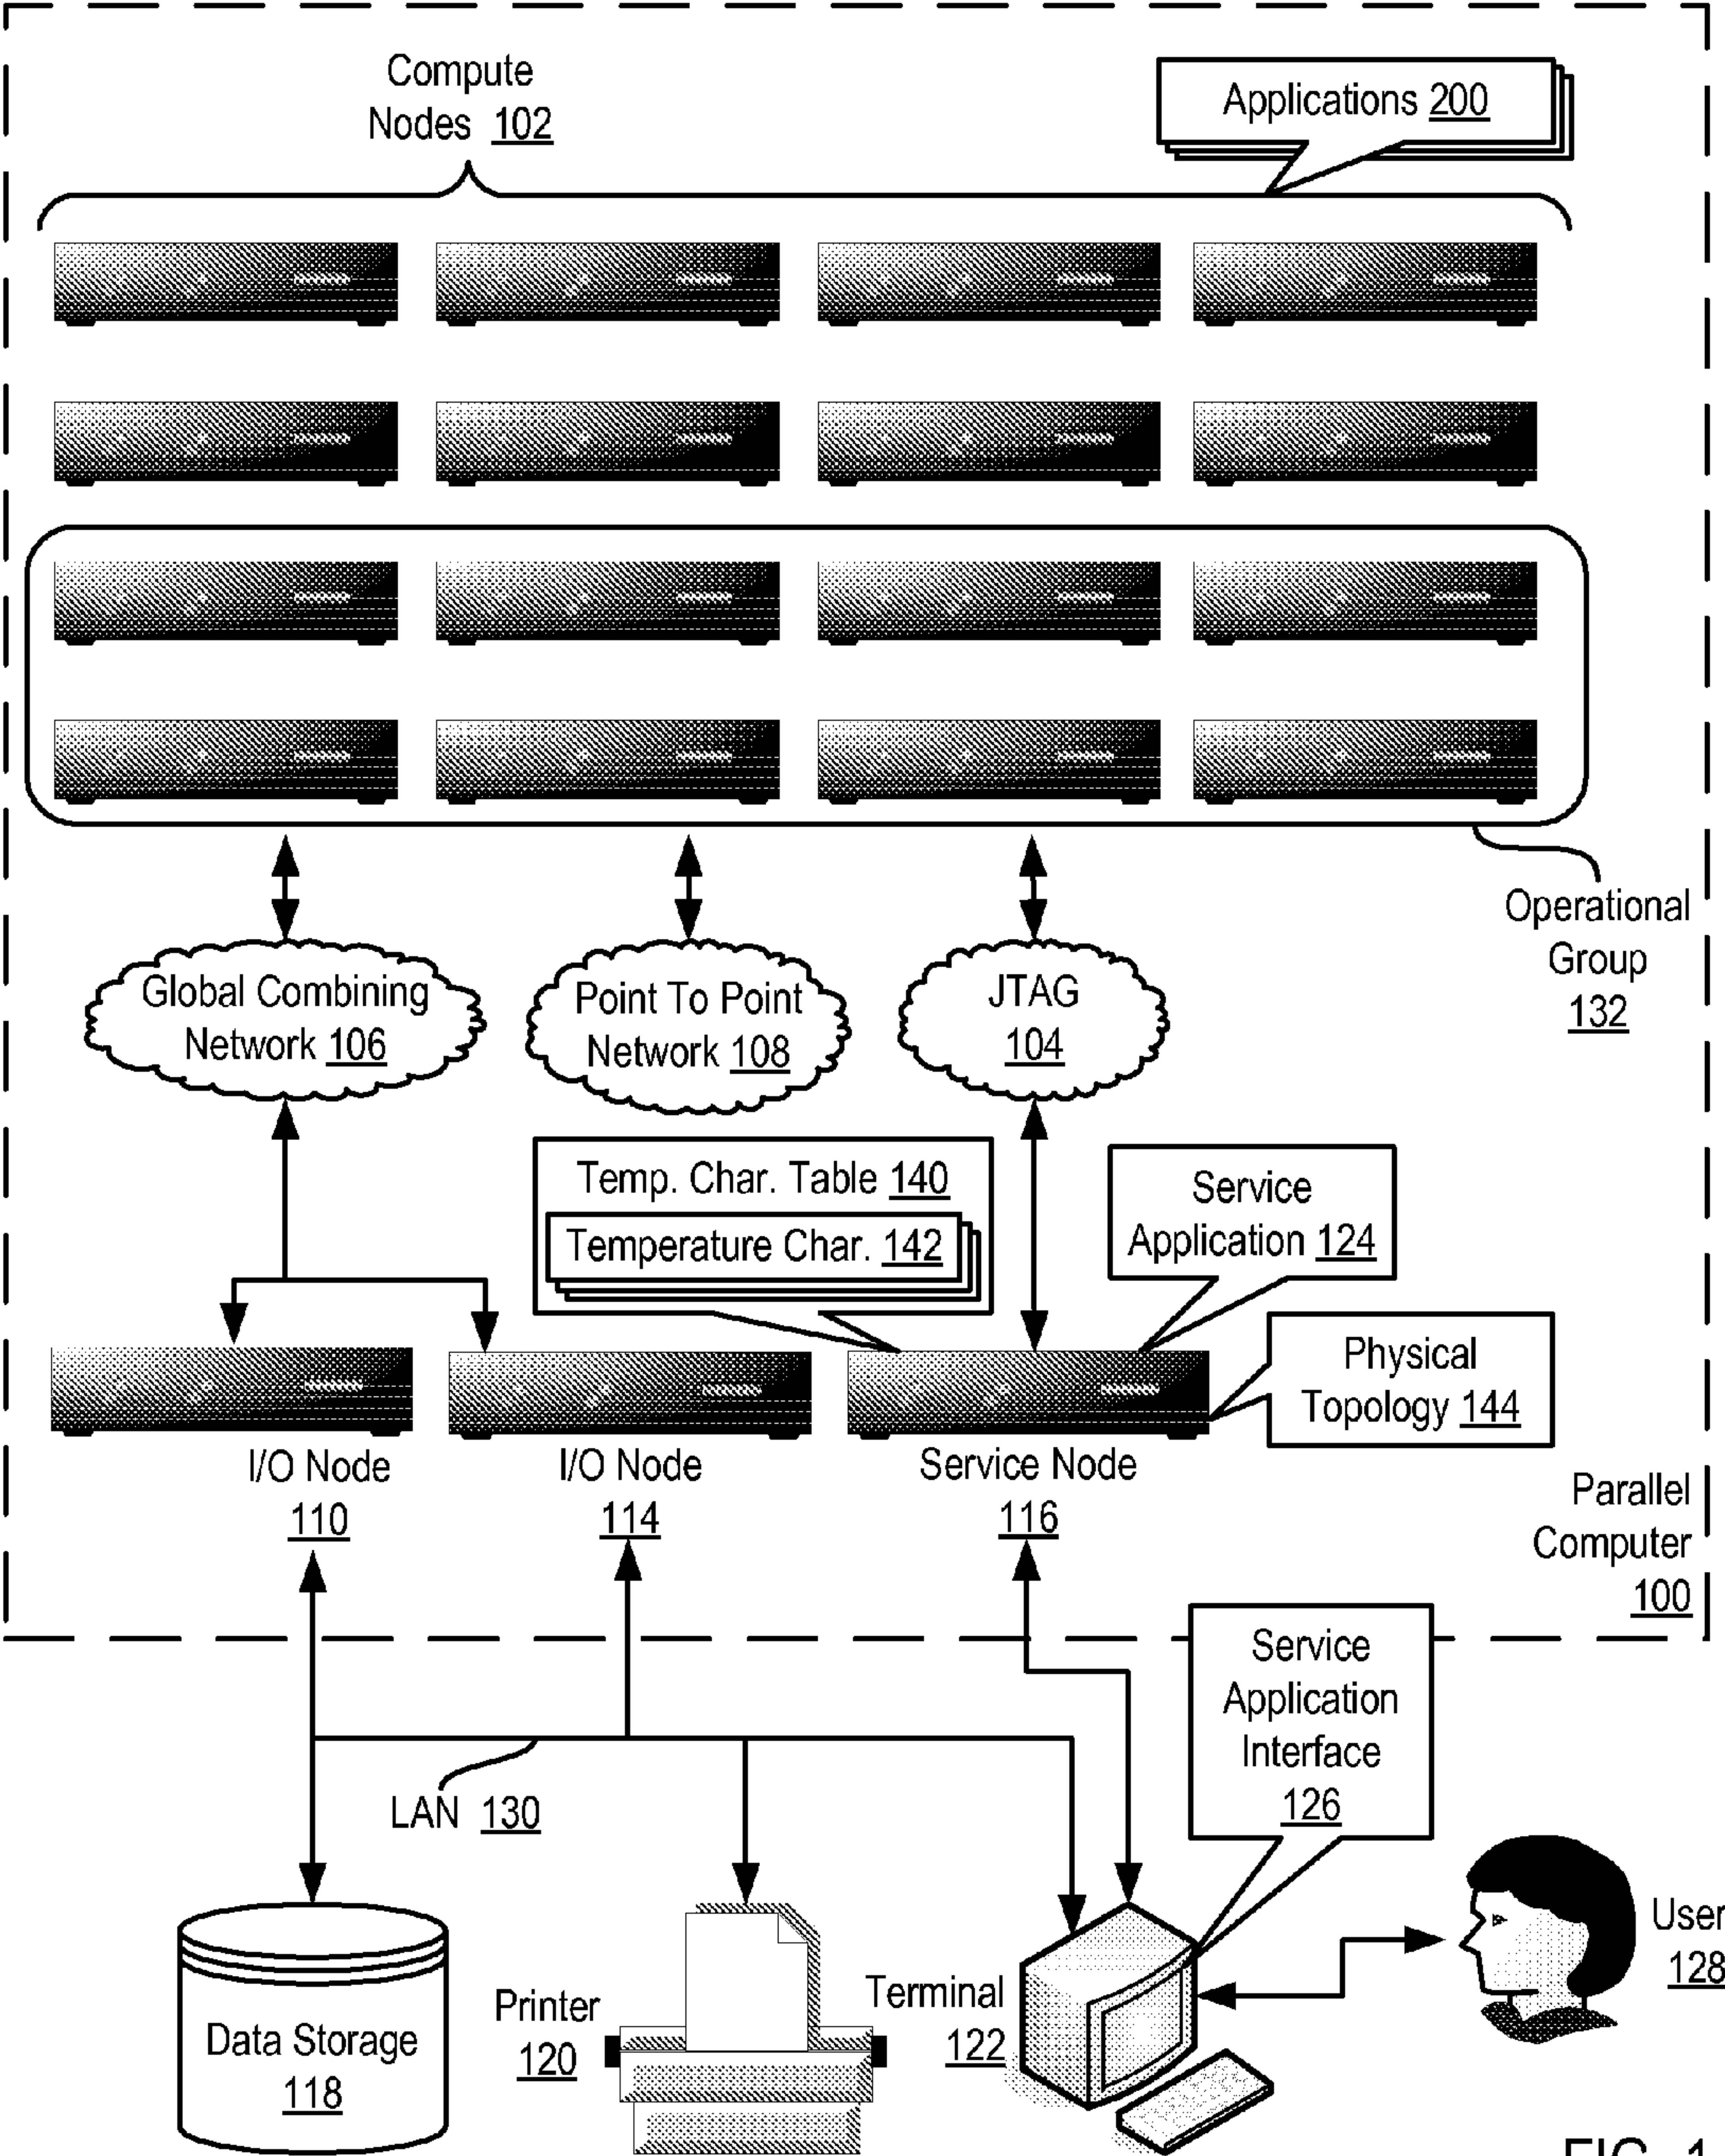 Compute
Nodes 102
Applications 200
Operational
Group
132
Global Combining
Network 106
Point To Point
Network 108
JTAG
104
Temp. Char. Table 140
Temperature Char. 142
Service
Application 124
Physical
Topology 144
I/O Node
110
I/O Node
114
Service Node
116
Parallel
Computer
100
Service
Application
Interface
126
LAN 130
Data Storage
118
Printer
120
Terminal
122
User
128
FIG. 1